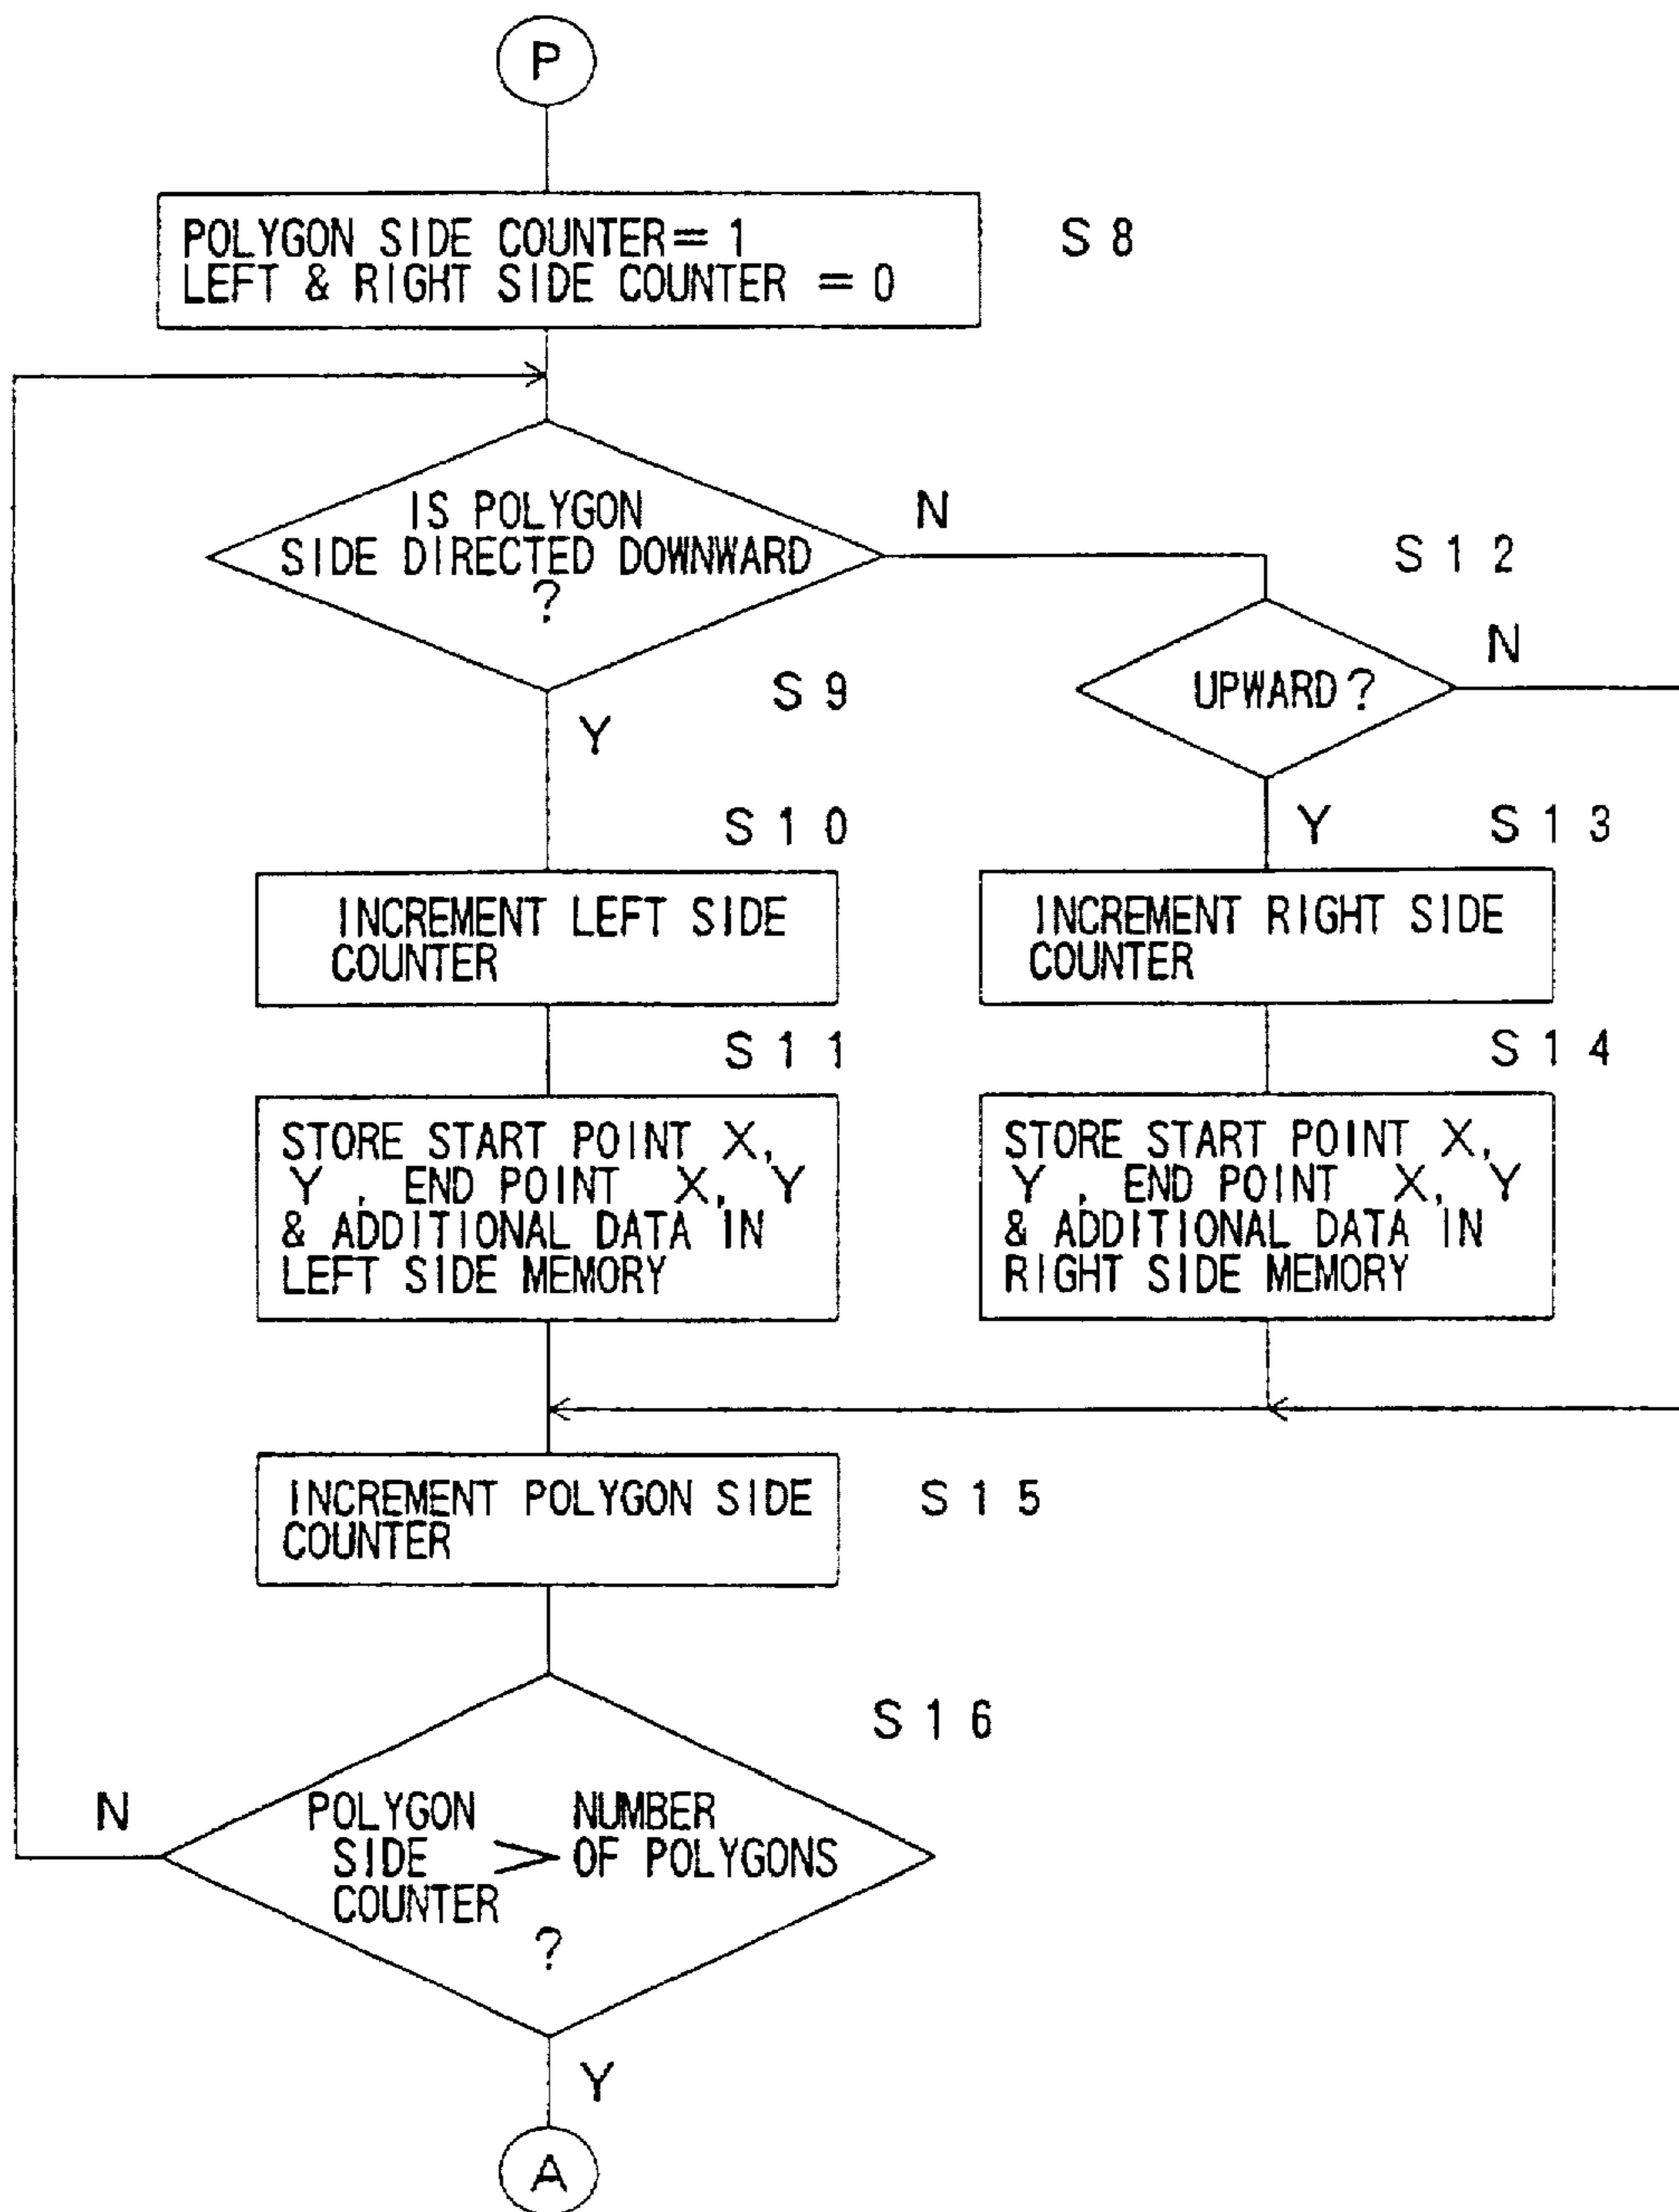 P
POLYGON SIDE COUNTER = 1
LEFT & RIGHT SIDE COUNTER = 0
S 8
IS POLYGON
SIDE DIRECTED DOWNWARD
?
N
S 9
Y
S 1 2
UPWARD ?
N
Y
S 1 0
INCREMENT LEFT SIDE
COUNTER
S 1 3
INCREMENT RIGHT SIDE
COUNTER
S 1 1
STORE START POINT X,
Y , END POINT X, Y
& ADDITIONAL DATA IN
LEFT SIDE MEMORY
S 1 4
STORE START POINT X,
Y , END POINT X, Y
& ADDITIONAL DATA IN
RIGHT SIDE MEMORY
INCREMENT POLYGON SIDE
COUNTER
S 1 5
S 1 6
N
POLYGON
SIDE
COUNTER
>
NUMBER
OF POLYGONS
?
Y
A